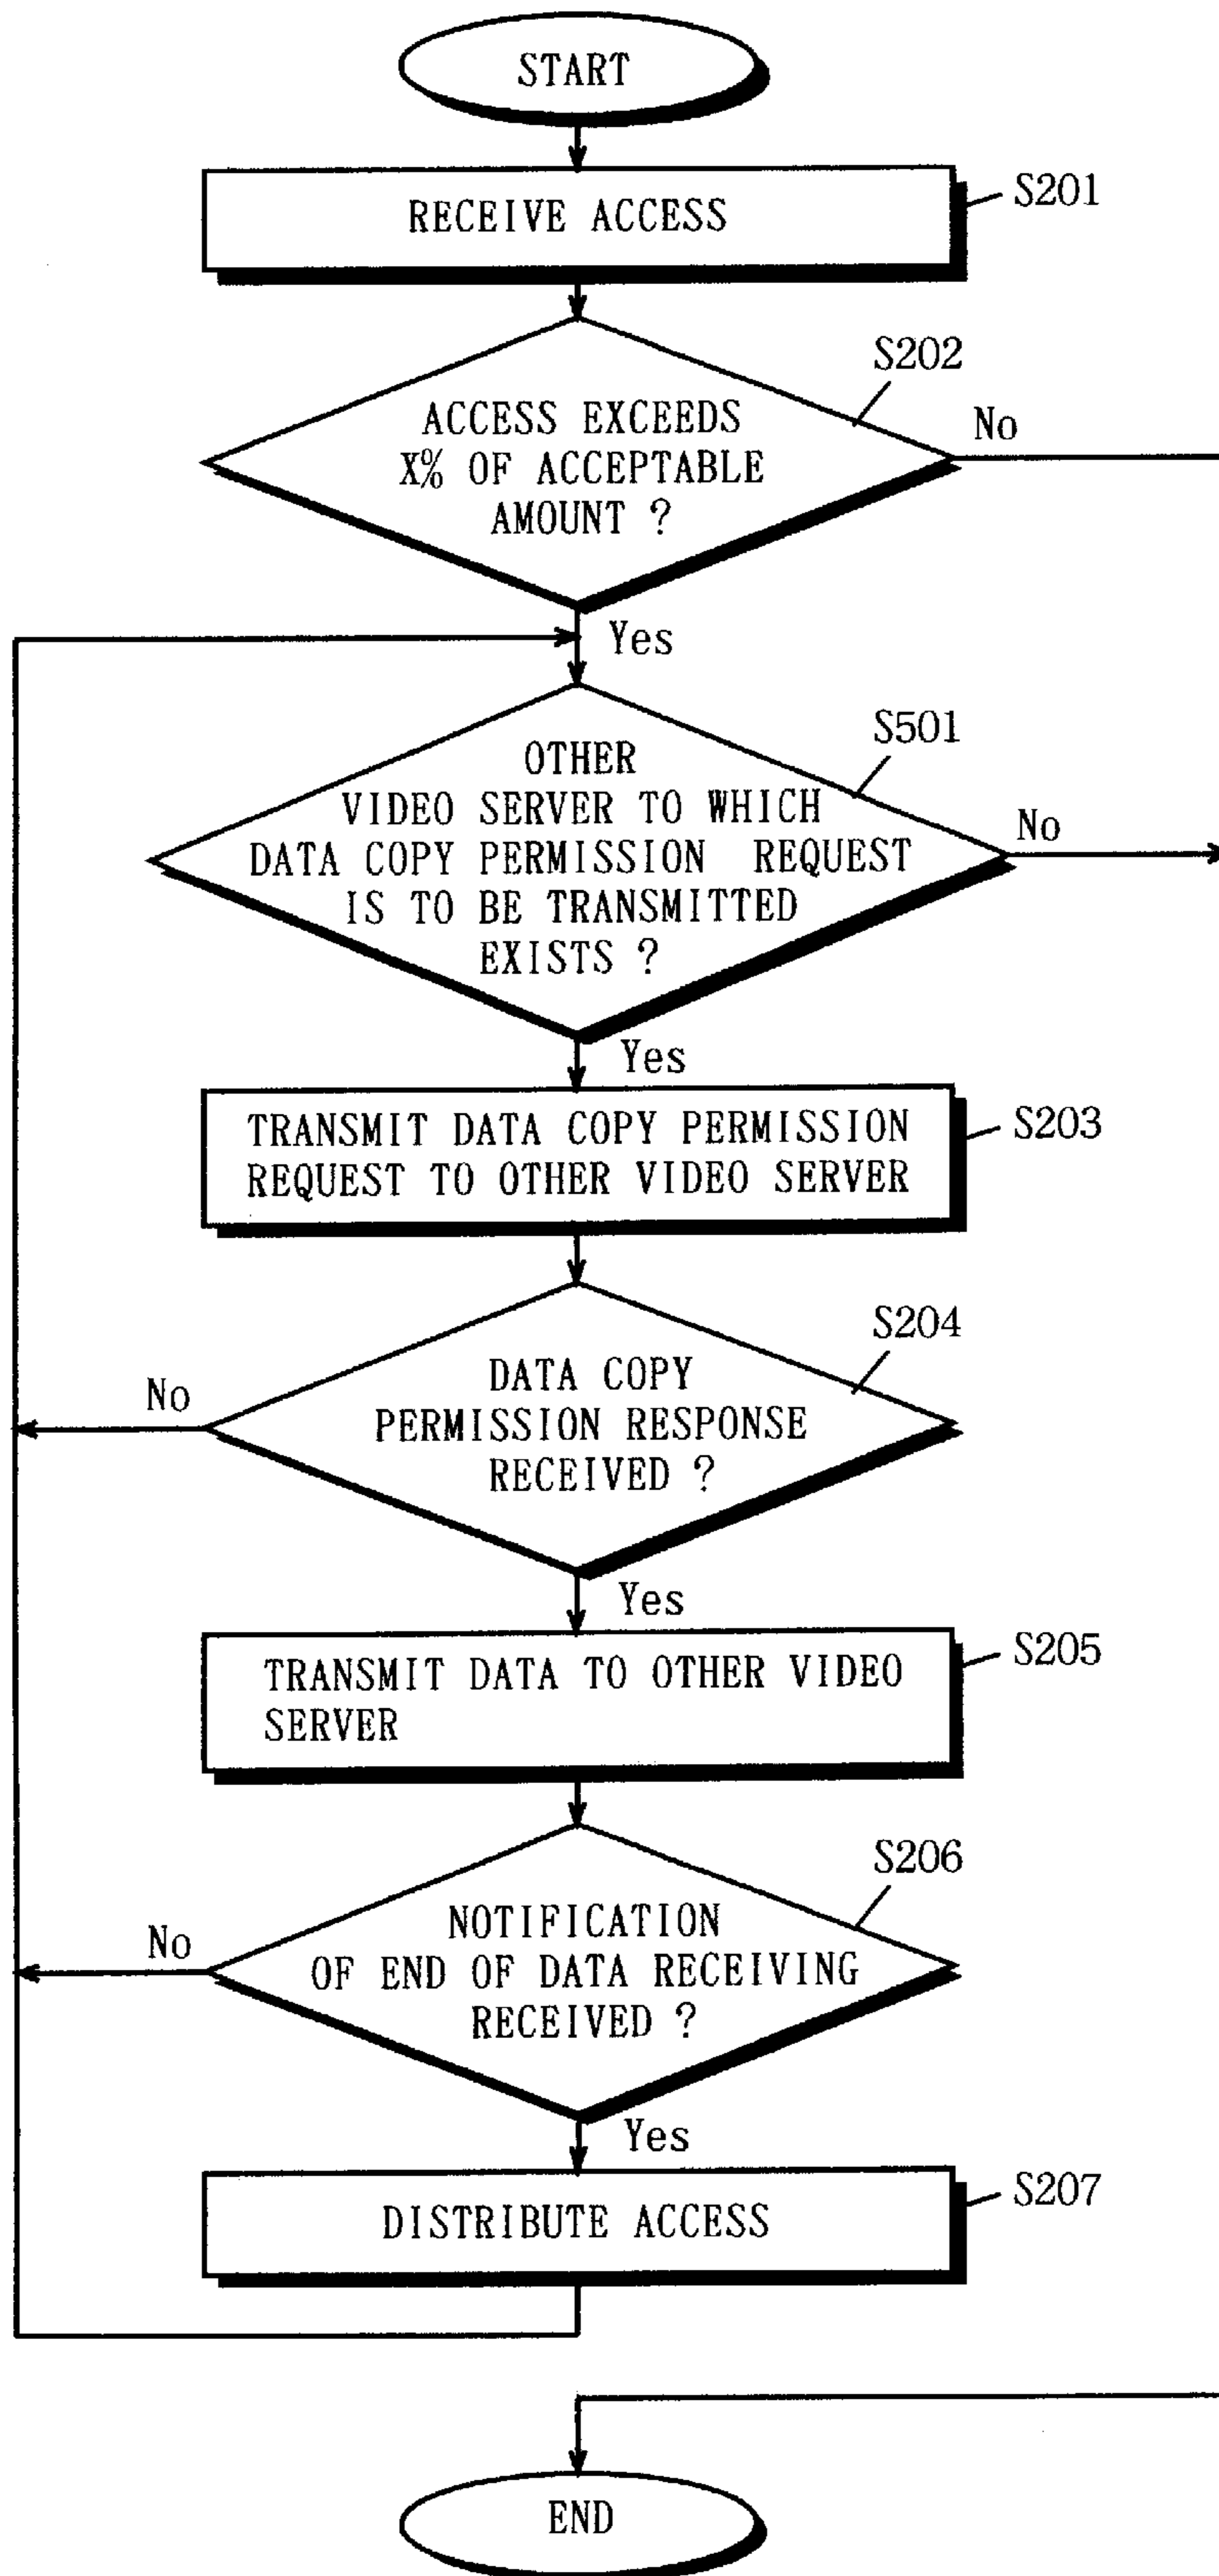 START
RECEIVE ACCESS
S201
S202
ACCESS EXCEEDS
X% OF ACCEPTABLE
AMOUNT ?
No
Yes
S501
OTHER
VIDEO SERVER TO WHICH
DATA COPY PERMISSION REQUEST
IS TO BE TRANSMITTED
EXISTS ?
No
Yes
TRANSMIT DATA COPY PERMISSION
REQUEST TO OTHER VIDEO SERVER
S203
S204
DATA COPY
PERMISSION RESPONSE
RECEIVED ?
No
Yes
TRANSMIT DATA TO OTHER VIDEO
SERVER
S205
S206
NOTIFICATION
OF END OF DATA RECEIVING
RECEIVED ?
No
Yes
DISTRIBUTE ACCESS
S207
END